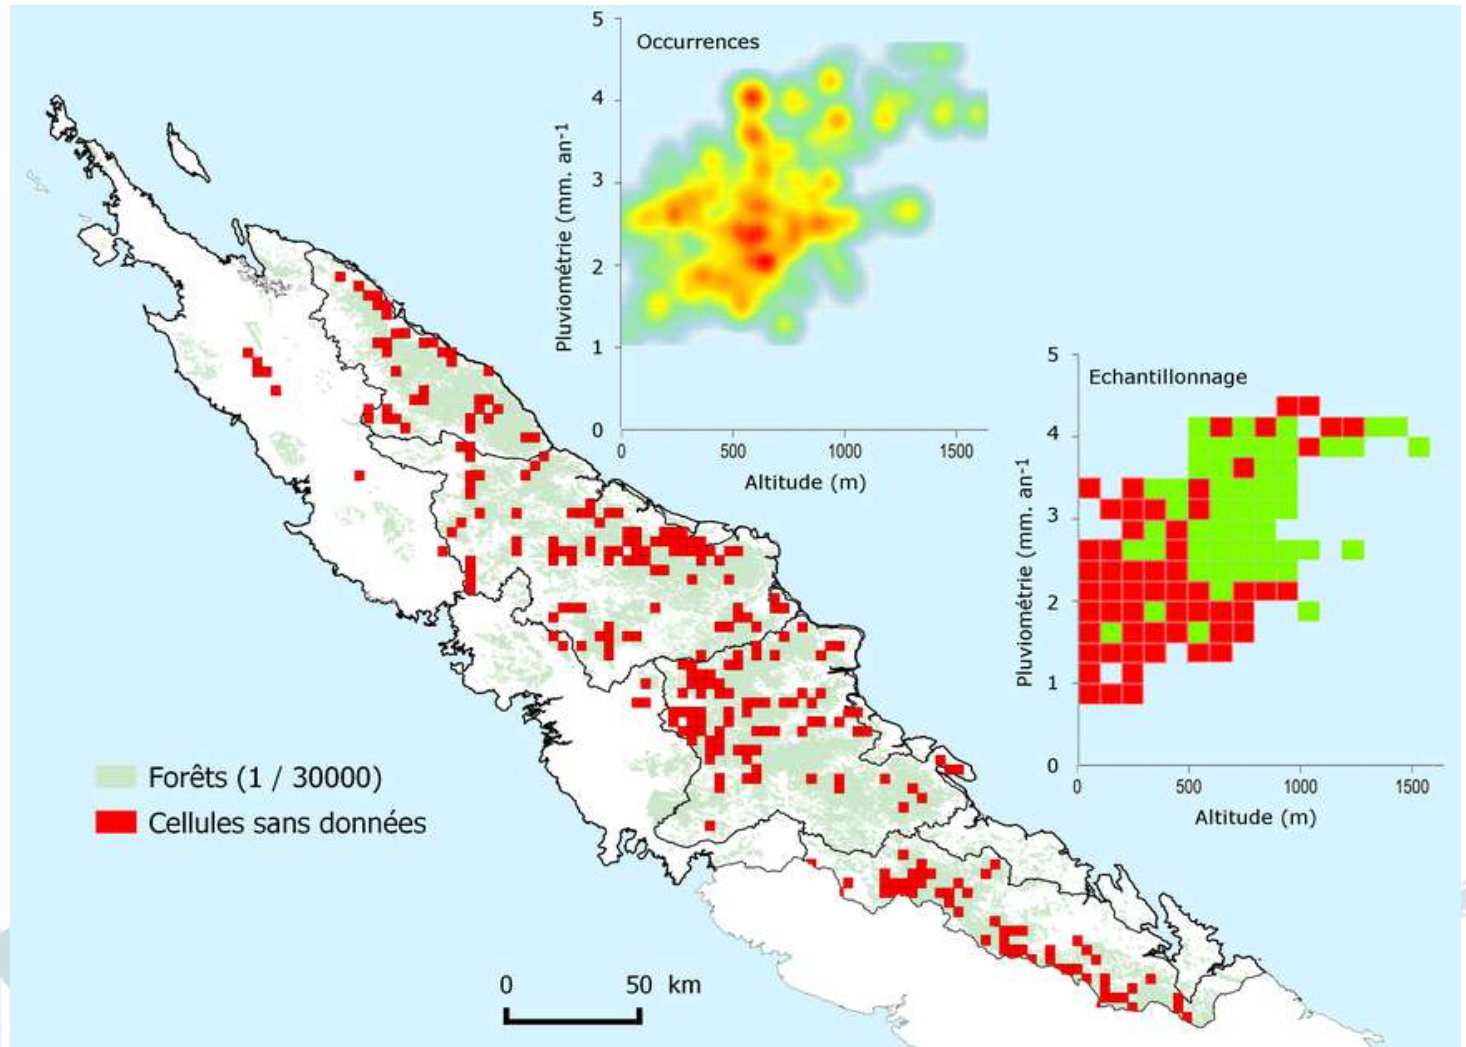 Occurrences
Pluviométrie (mm. an-1
5
4
3
2
1
0
0
500
1000
1500
Altitude (m)
Echantillonnage
Pluviométrie (mm. an-1
5
4
3
2
1
0
0
500
1000
1500
Altitude (m)
Forêts (1 / 30000)
Cellules sans données
0 50 km